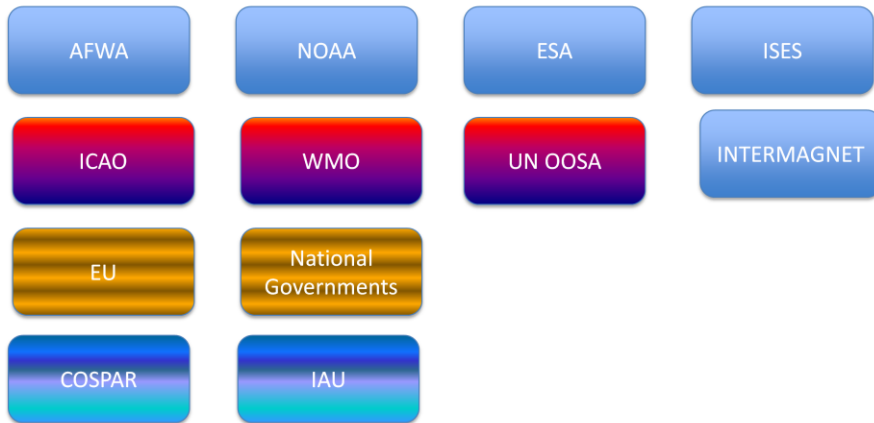 AFWA
NOAA
ESA
ISES
ICAO
WMO
UN OOSA
INTERMAGNET
EU
National
Governments
COSPAR
IAU